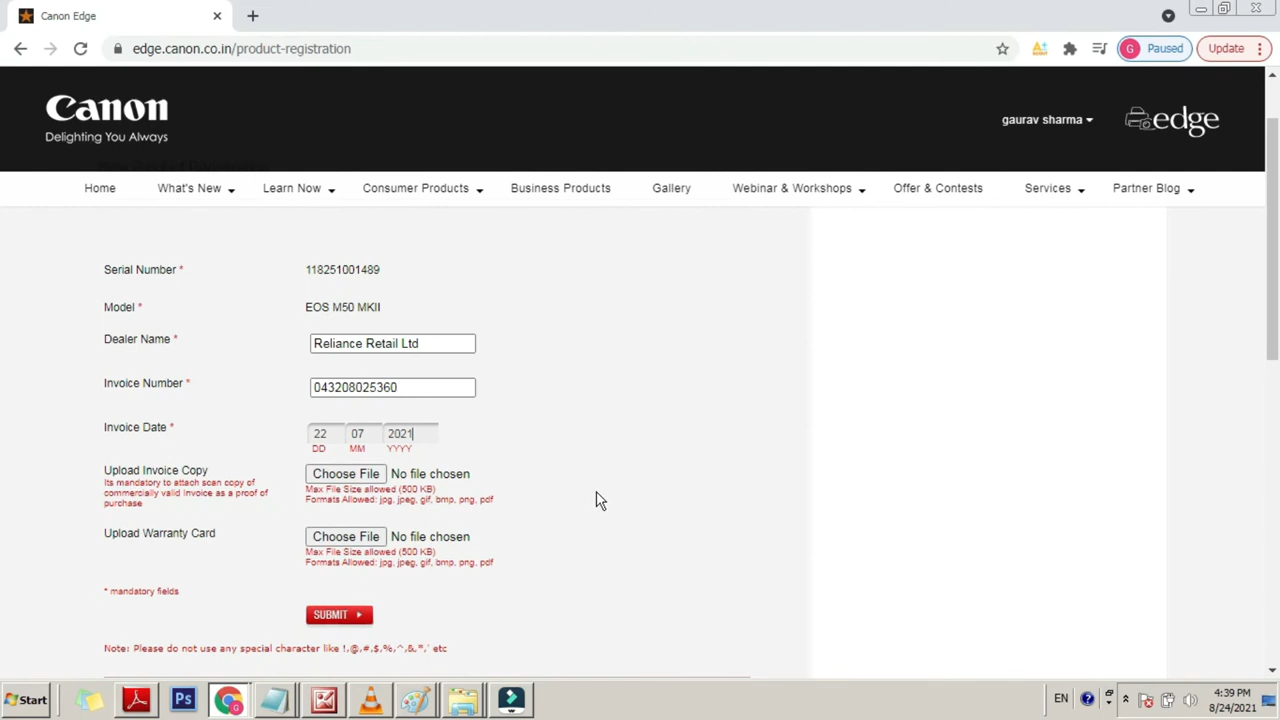 Canon Edge
edge.canon.co.in/product-registration
G Paused
Update
Canon
Delighting You Always
gaurav sharma
edge
Home What's New Learn Now Consumer Products Business Products Gallery Webinar & Workshops Offer & Contests Services Partner Blog
Serial Number * 118251001489
Model * EOS M50 MKII
Dealer Name * Reliance Retail Ltd
Invoice Number * 043208025360
Invoice Date * 22 07 2021
DD MM YYYY
Upload Invoice Copy Choose File No file chosen
Its mandatory to attach scan copy of
commercially valid Invoice as a proof of
purchase
Max File Size allowed (500 KB)
Formats Allowed: jpg, jpeg, gif, bmp, png, pdf
Upload Warranty Card Choose File No file chosen
Max File Size allowed (500 KB)
Formats Allowed: jpg, jpeg, gif, bmp, png, pdf
* mandatory fields
SUBMIT
Note: Please do not use any special character like !,@,#,$,%,^,&,*,` etc
Start
Ps
G
EN
4:39 PM
8/24/2021